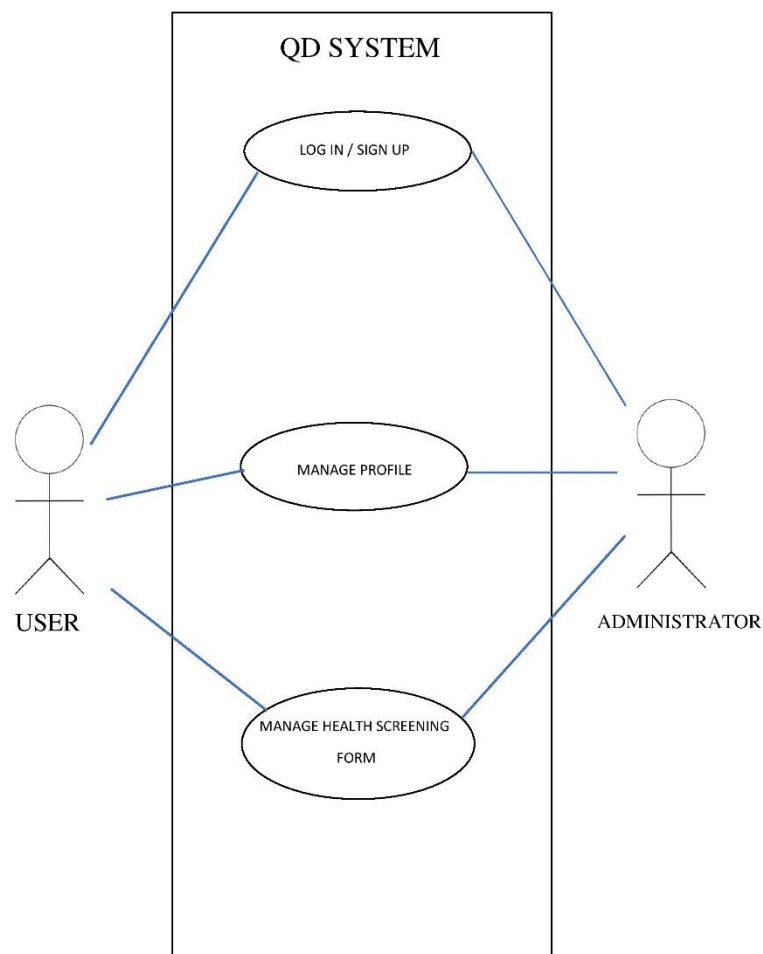 QD SYSTEM
LOG IN / SIGN UP
MANAGE PROFILE
USER
ADMINISTRATOR
MANAGE HEALTH SCREENING
FORM